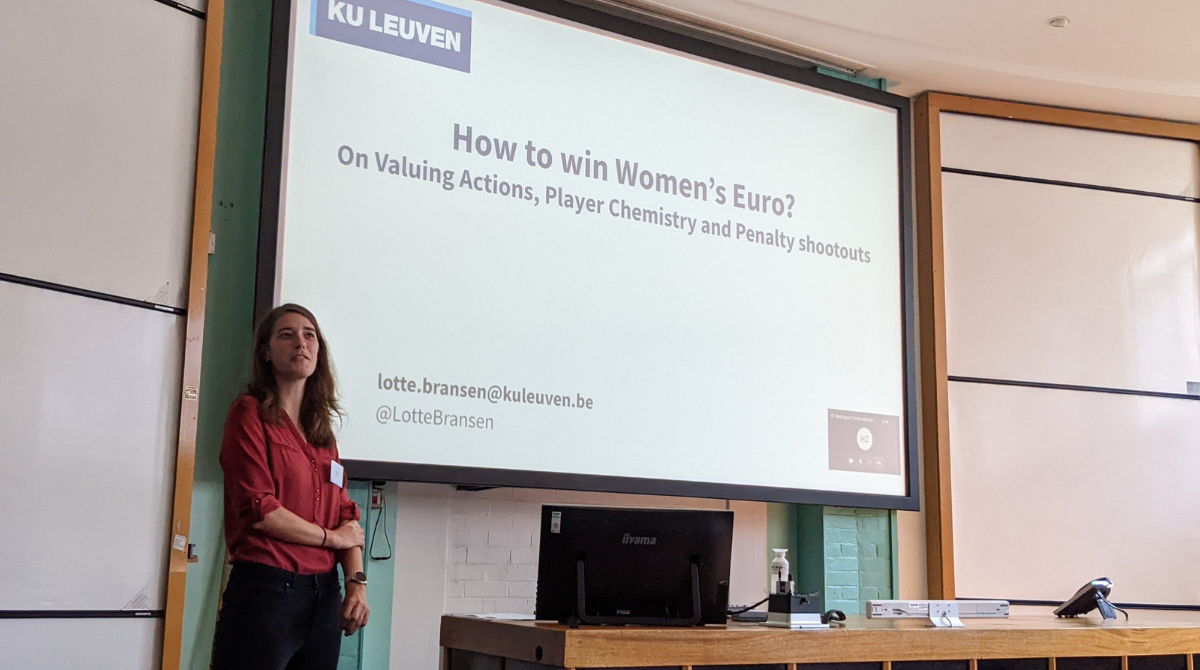 KU LEUVEN
How to win Women's Euro?
On Valuing Actions, Player Chemistry and Penalty shootouts
lotte.bransen@kuleuven.be
@LotteBransen
HZ
iiyama